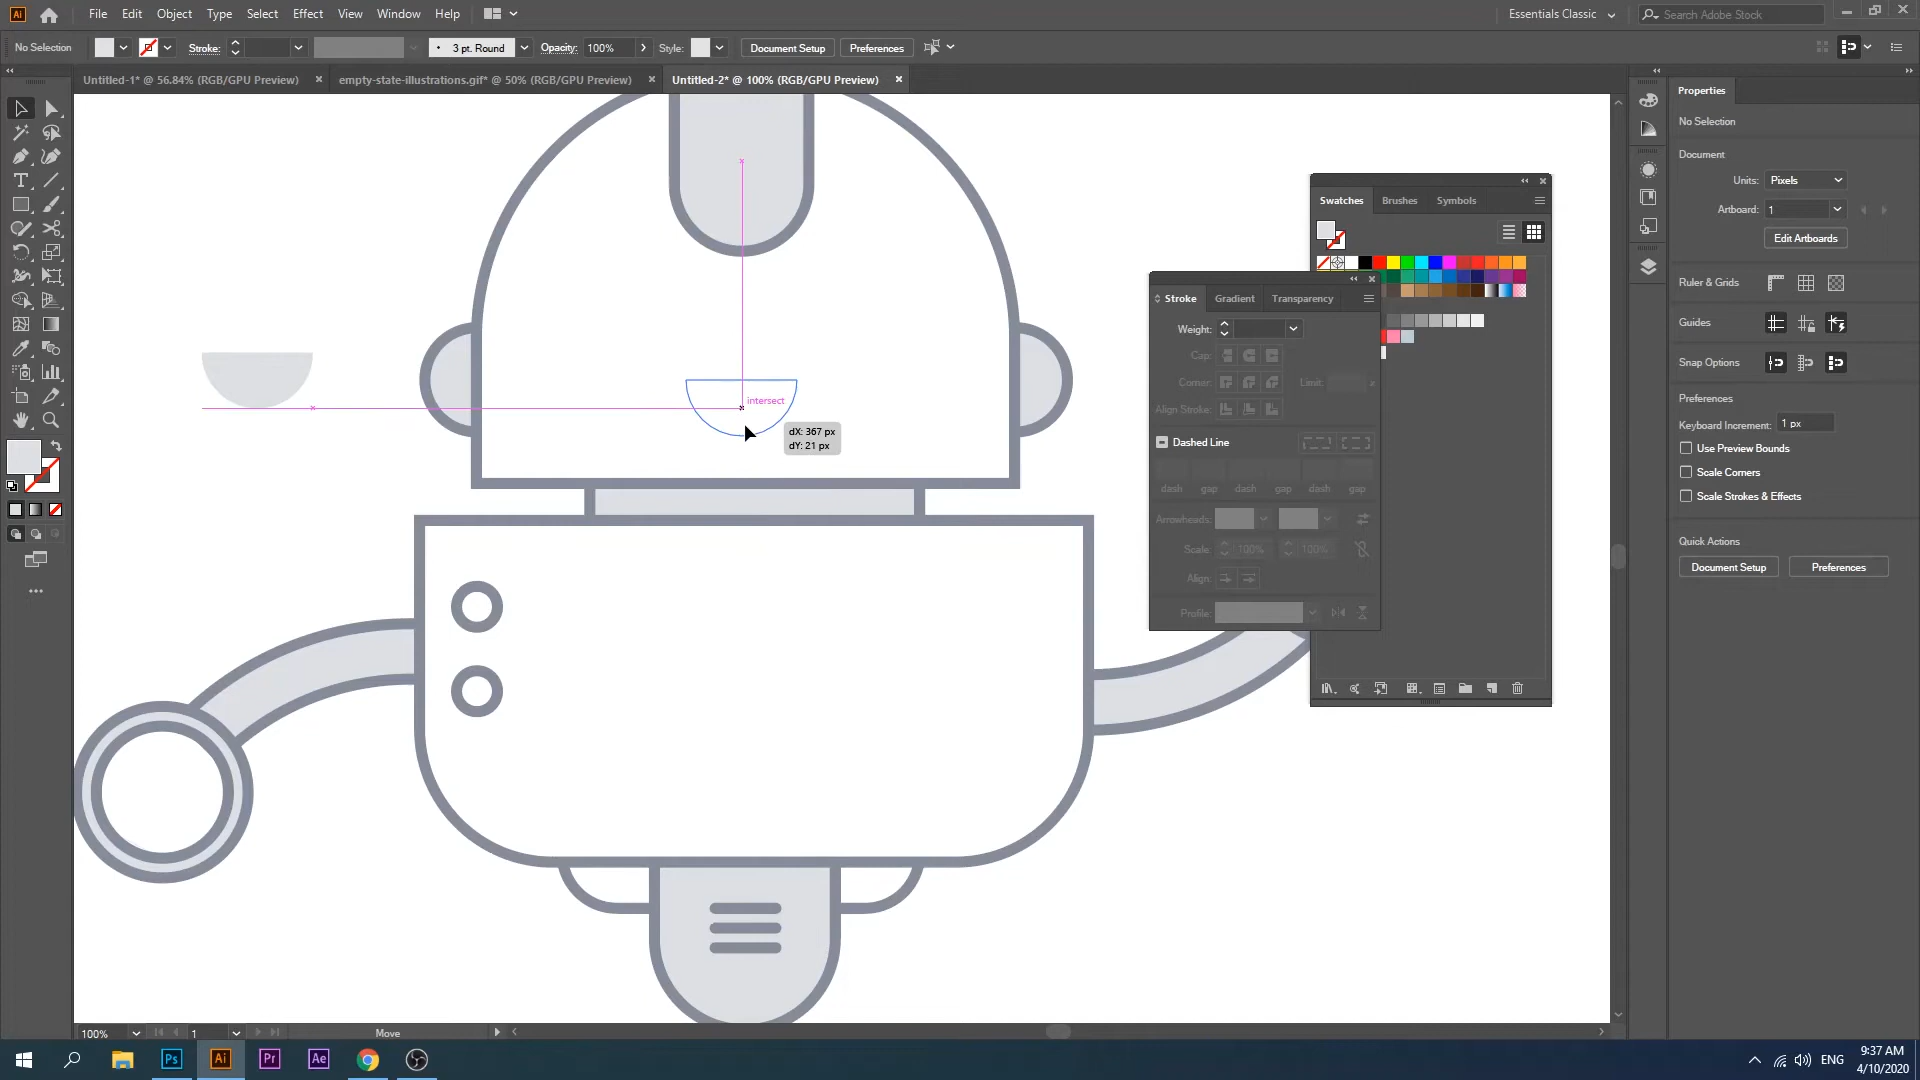 Ai File Edit Object Type Select Effect View Window Help Essentials Classic Search Adobe Stock
No Selection Stroke: 3 pt. Round Opacity: 100% Style: Document Setup Preferences
Untitled-1* @ 56.84% (RGB/GPU Preview) × empty-state-illustrations.gif* @ 50% (RGB/GPU Preview) × Untitled-2* @ 100% (RGB/GPU Preview) ×
Properties
No Selection
Document
Units: Pixels
Artboard: 1
Edit Artboards
Ruler & Grids
Guides
Snap Options
Preferences
Keyboard Increment: 1 px
Use Preview Bounds
Scale Corners
Scale Strokes & Effects
Quick Actions
Document Setup Preferences
Swatches Brushes Symbols
Stroke Gradient Transparency
Weight:
Cap:
Corner: Limit: x
Align Stroke:
Dashed Line
dash gap dash gap dash gap
Arrowheads:
Scale: 100% 100%
Align:
Profile:
intersect
dX: 367 px
dY: 21 px
100% 1 Move
Ps Ai Pr Ae ENG
9:37 AM
4/10/2020